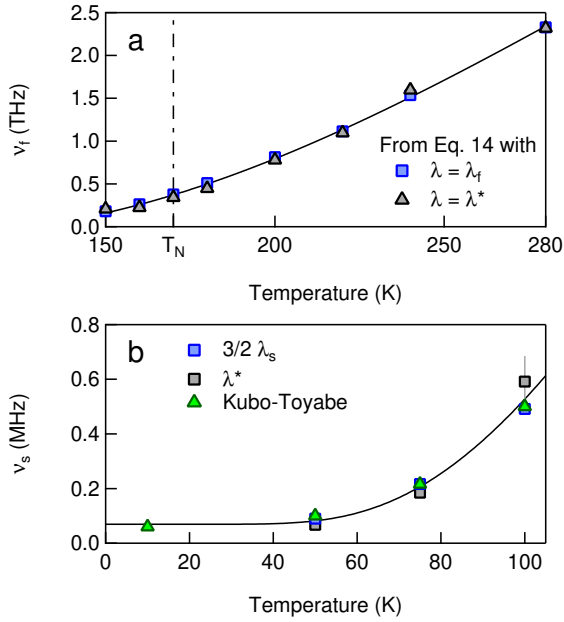 a
2.5
2.0
1.5
1.0
0.5
0.0
ν_f (THz)
From Eq. 14 with
λ = λ_f
λ = λ*
150
T_N
200
250
280
Temperature (K)
b
0.8
0.6
0.4
0.2
0.0
ν_s (MHz)
3/2 λ_s
λ*
Kubo-Toyabe
0
20
40
60
80
100
Temperature (K)